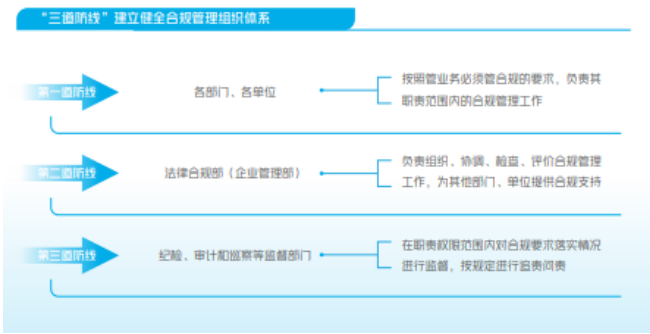 “三道防线”建立健全合规管理组织体系
第一道防线
各部门、各单位
按照管业务必须管合规的要求，负责其
职责范围内的合规管理工作
第二道防线
法律合规部（企业管理部）
负责组织、协调、检查、评价合规管理
工作，为其他部门、单位提供合规支持
第三道防线
纪检、审计和巡察等监督部门
在职责权限范围内对合规要求落实情况
进行监督，按规定进行追责问责